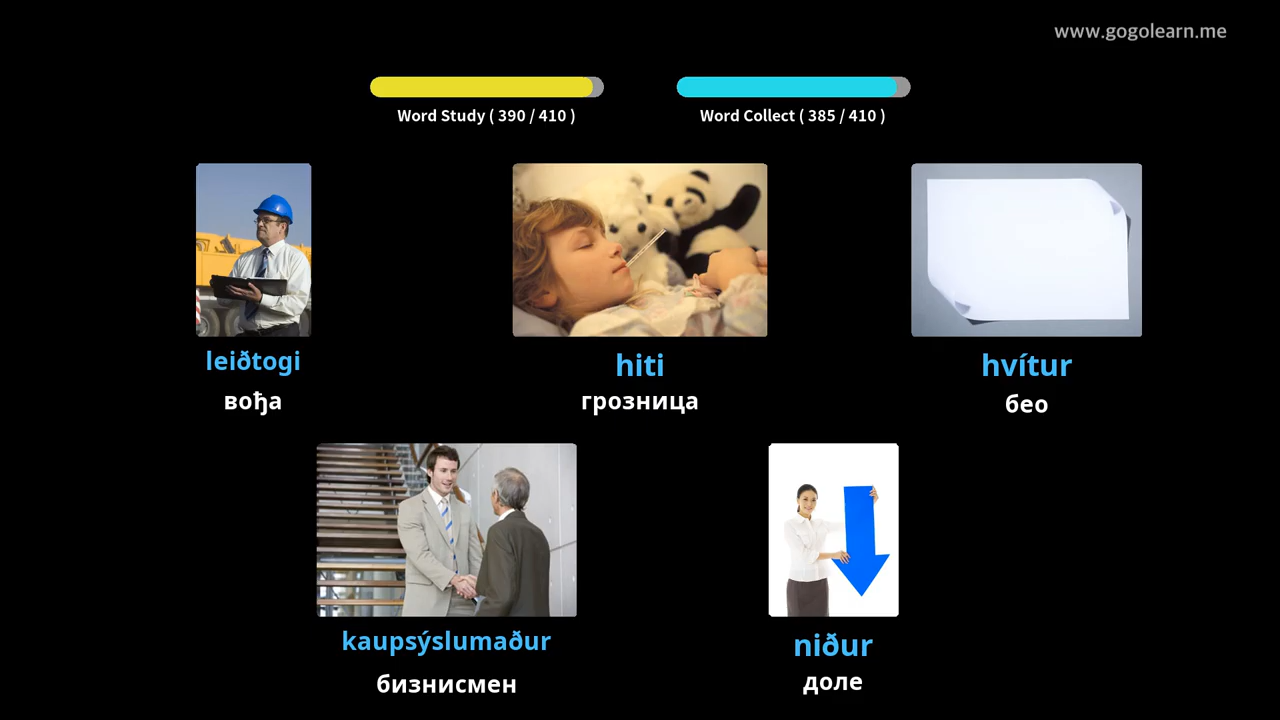 www.gogolearn.me
Word Study ( 390 / 410 )
Word Collect ( 385 / 410 )
leiðtogi
вођа
hiti
грозница
hvítur
бео
kaupsýslumaður
бизнисмен
niður
доле